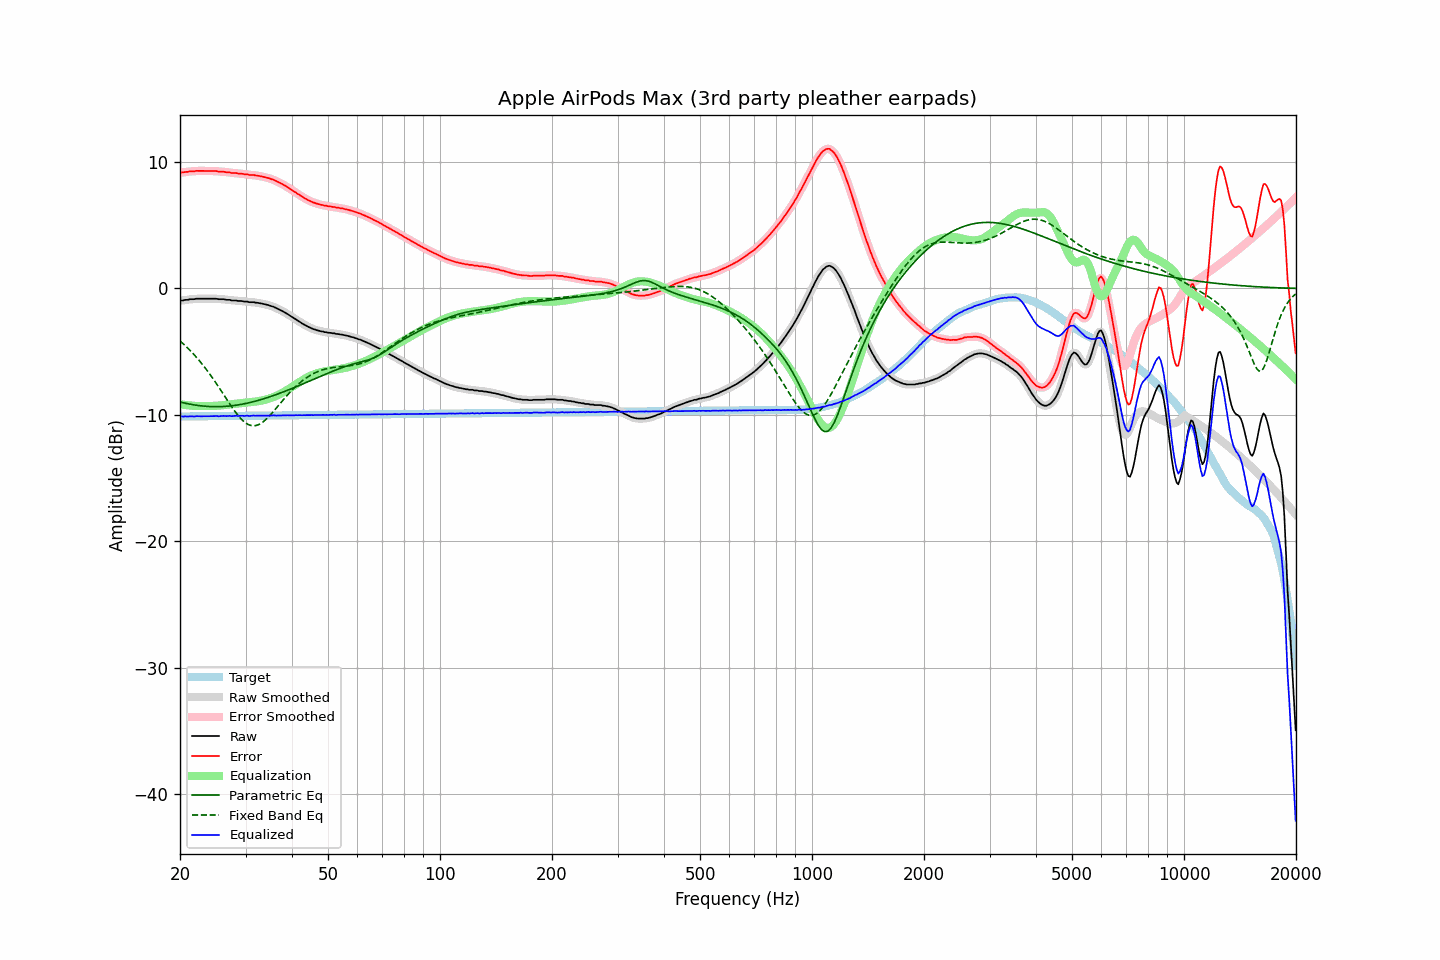 Apple AirPods Max (3rd party pleather earpads)
Amplitude (dBr)
10
0
−10
−20
−30
−40
Target
Raw Smoothed
Error Smoothed
Raw
Error
Equalization
Parametric Eq
Fixed Band Eq
Equalized
20 50 100 200 500 1000 2000 5000 10000 20000
Frequency (Hz)